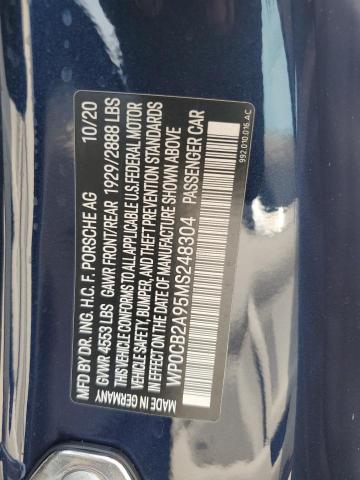 MFD BY DR. ING. H.C. F. PORSCHE AG 10/20
GVWR 4553 LBS GAWR FRONT/REAR 1929/2888 LBS
THIS VEHICLE CONFORMS TO ALL APPLICABLE U.S. FEDERAL MOTOR
VEHICLE SAFETY, BUMPER, AND THEFT PREVENTION STANDARDS
IN EFFECT ON THE DATE OF MANUFACTURE SHOWN ABOVE
WP0CB2A95MS248304 PASSENGER CAR
MADE IN GERMANY 992.010.016.AC